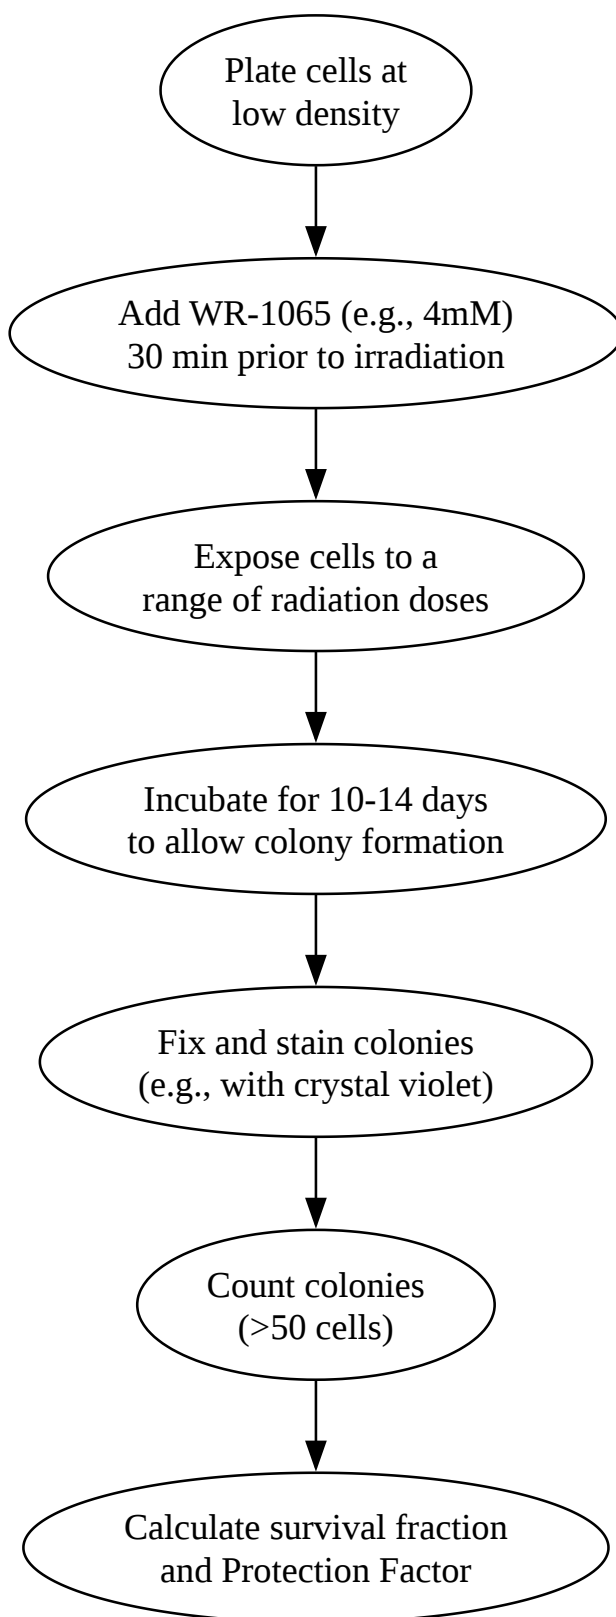 Plate cells at
low density
Add WR-1065 (e.g., 4mM)
30 min prior to irradiation
Expose cells to a
range of radiation doses
Incubate for 10-14 days
to allow colony formation
Fix and stain colonies
(e.g., with crystal violet)
Count colonies
(>50 cells)
Calculate survival fraction
and Protection Factor